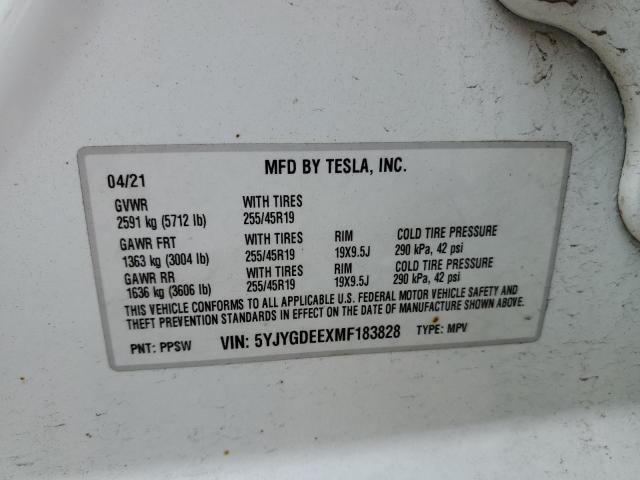 MFD BY TESLA, INC.
04/21
GVWR WITH TIRES
2591 kg (5712 lb) 255/45R19
GAWR FRT WITH TIRES RIM COLD TIRE PRESSURE
1363 kg (3004 lb) 255/45R19 19X9.5J 290 kPa, 42 psi
GAWR RR WITH TIRES RIM COLD TIRE PRESSURE
1636 kg (3606 lb) 255/45R19 19X9.5J 290 kPa, 42 psi
THIS VEHICLE CONFORMS TO ALL APPLICABLE U.S. FEDERAL MOTOR VEHICLE SAFETY AND
THEFT PREVENTION STANDARDS IN EFFECT ON THE DATE OF MANUFACTURE SHOWN ABOVE.
PNT: PPSW VIN: 5YJYGDEEXMF183828 TYPE: MPV